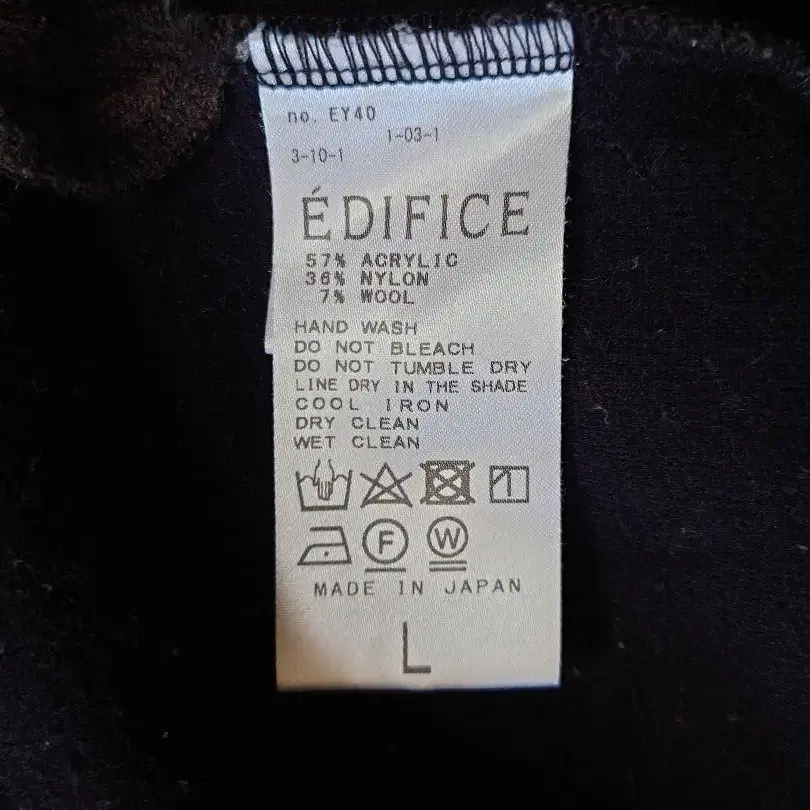 no. EY40
1-03-1
3-10-1
ÉDIFICE
57% ACRYLIC
36% NYLON
7% WOOL
HAND WASH
DO NOT BLEACH
DO NOT TUMBLE DRY
LINE DRY IN THE SHADE
COOL IRON
DRY CLEAN
WET CLEAN
F
W
MADE IN JAPAN
L